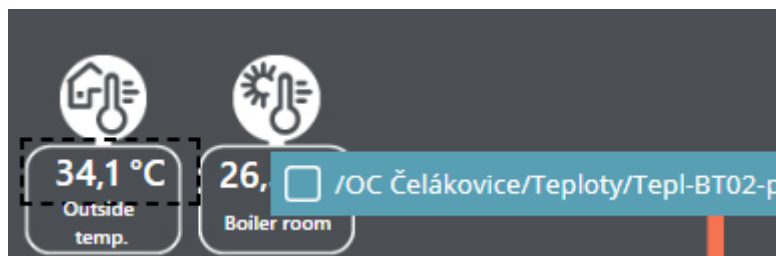 34,1 °C
Outside
temp.
26,
Boiler room
/OC Čelákovice/Teploty/Tepl-BT02-p